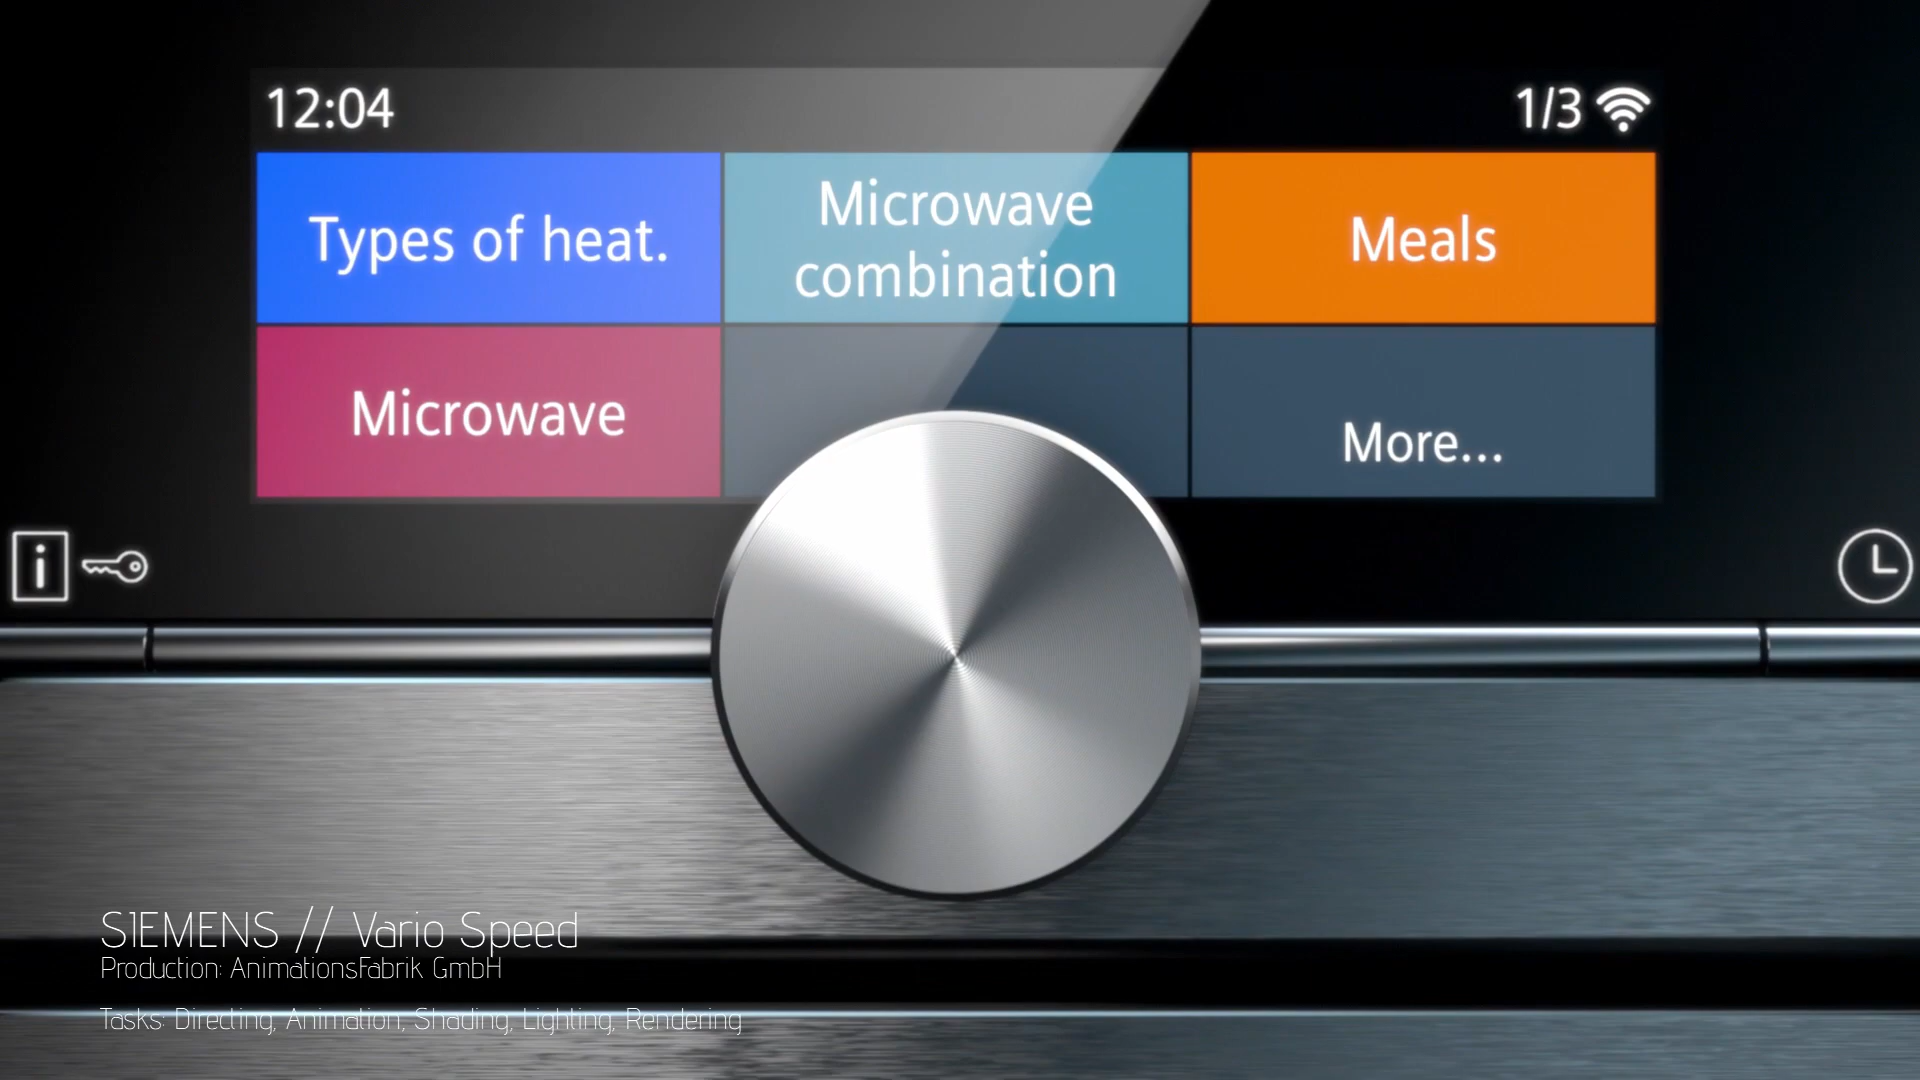 12:04
1/3
Types of heat.
Microwave
combination
Meals
Microwave
More...
SIEMENS // Vario Speed
Production: AnimationsFabrik GmbH
Tasks: Directing, Animation, Shading, Lighting, Rendering